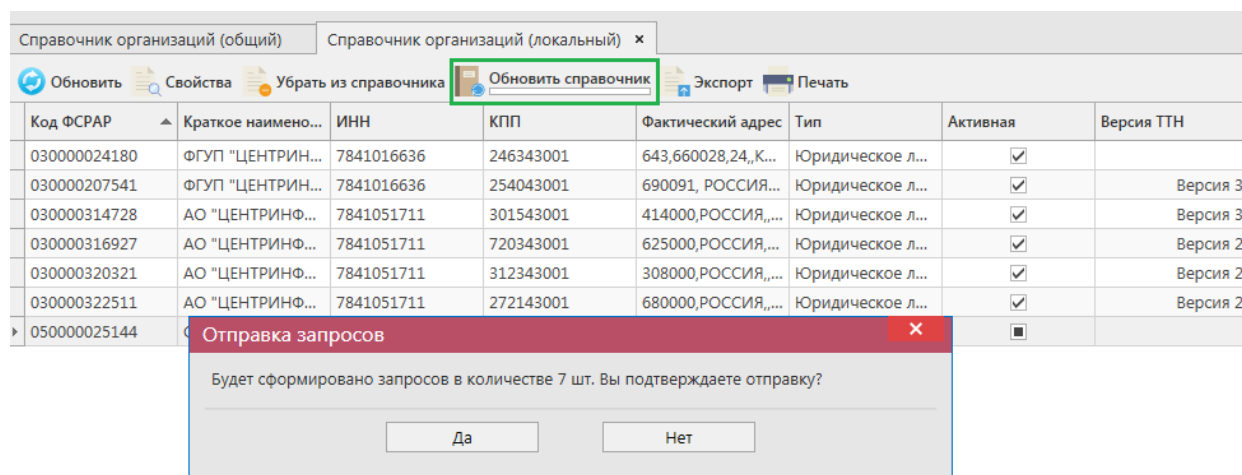 Справочник организаций (общий) Справочник организаций (локальный) ×
Обновить Свойства Убрать из справочника Обновить справочник Экспорт Печать
Код ФСРАР Краткое наимено... ИНН КПП Фактический адрес Тип Активная Версия ТТН
030000024180 ФГУП "ЦЕНТРИН... 7841016636 246343001 643,660028,24,,К... Юридическое л...
030000207541 ФГУП "ЦЕНТРИН... 7841016636 254043001 690091, РОССИЯ... Юридическое л... Версия 3
030000314728 АО "ЦЕНТРИНФ... 7841051711 301543001 414000,РОССИЯ,,... Юридическое л... Версия 3
030000316927 АО "ЦЕНТРИНФ... 7841051711 720343001 625000,РОССИЯ,... Юридическое л... Версия 2
030000320321 АО "ЦЕНТРИНФ... 7841051711 312343001 308000,РОССИЯ,,... Юридическое л... Версия 2
030000322511 АО "ЦЕНТРИНФ... 7841051711 272143001 680000,РОССИЯ,,... Юридическое л... Версия 2
050000025144
Отправка запросов
Будет сформировано запросов в количестве 7 шт. Вы подтверждаете отправку?
Да Нет